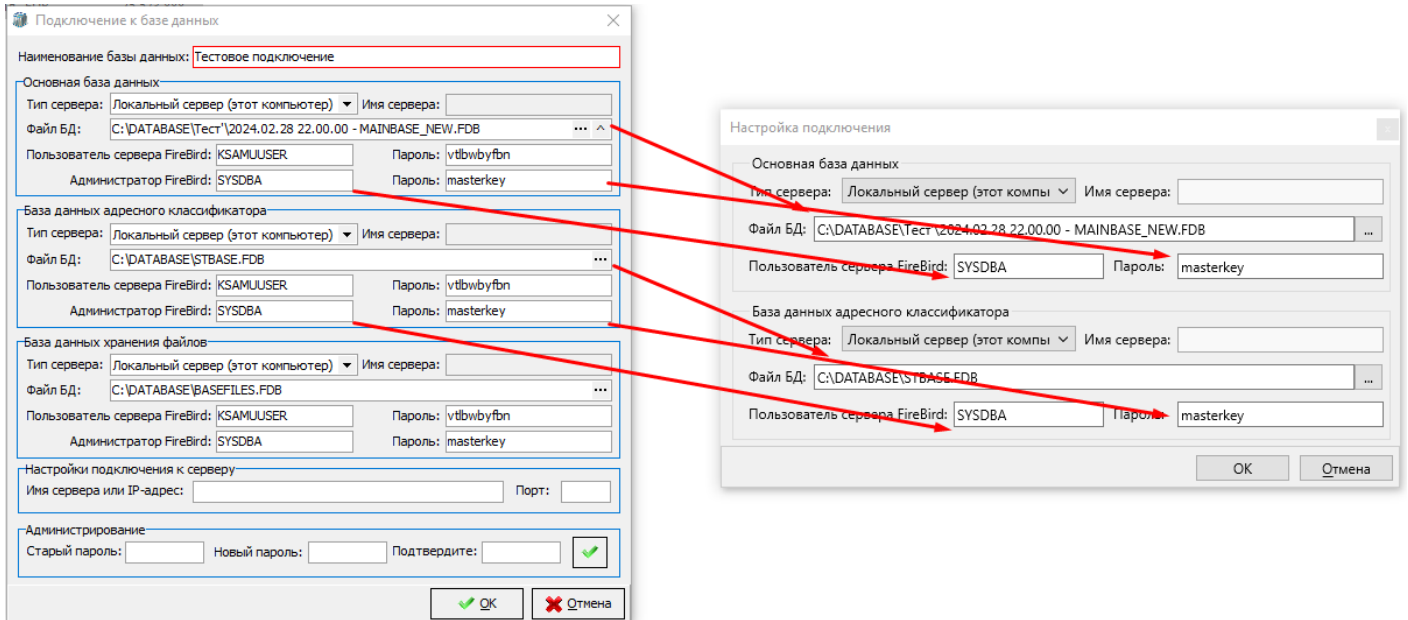 Подключение к базе данных
Наименование базы данных: Тестовое подключение
Основная база данных
Тип сервера: Локальный сервер (этот компьютер) Имя сервера:
Файл БД: C:\DATABASE\Тест'\2024.02.28 22.00.00 - MAINBASE_NEW.FDB ...
Пользователь сервера FireBird: KSAMUUSER Пароль: vtlbwbyfbn
Администратор FireBird: SYSDBA Пароль: masterkey
База данных адресного классификатора
Тип сервера: Локальный сервер (этот компьютер) Имя сервера:
Файл БД: C:\DATABASE\STBASE.FDB ...
Пользователь сервера FireBird: KSAMUUSER Пароль: vtlbwbyfbn
Администратор FireBird: SYSDBA Пароль: masterkey
База данных хранения файлов
Тип сервера: Локальный сервер (этот компьютер) Имя сервера:
Файл БД: C:\DATABASE\BASEFILES.FDB ...
Пользователь сервера FireBird: KSAMUUSER Пароль: vtlbwbyfbn
Администратор FireBird: SYSDBA Пароль: masterkey
Настройки подключения к серверу
Имя сервера или IP-адрес: Порт:
Администрирование
Старый пароль: Новый пароль: Подтвердите:
OK Отмена
Настройка подключения
Основная база данных
Тип сервера: Локальный сервер (этот компы Имя сервера:
Файл БД: C:\DATABASE\Тест'\2024.02.28 22.00.00 - MAINBASE_NEW.FDB ...
Пользователь сервера FireBird: SYSDBA Пароль: masterkey
База данных адресного классификатора
Тип сервера: Локальный сервер (этот компы Имя сервера:
Файл БД: C:\DATABASE\STBASE.FDB ...
Пользователь сервера FireBird: SYSDBA Пароль: masterkey
OK Отмена